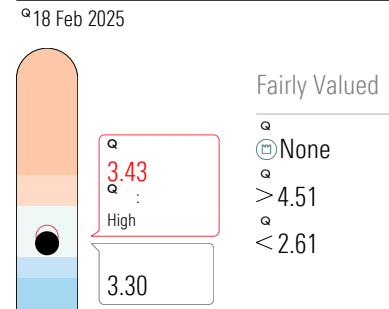 Q18 Feb 2025
Fairly Valued
Q
None
Q
>4.51
Q
<2.61
Q
3.43
Q
:
High
3.30